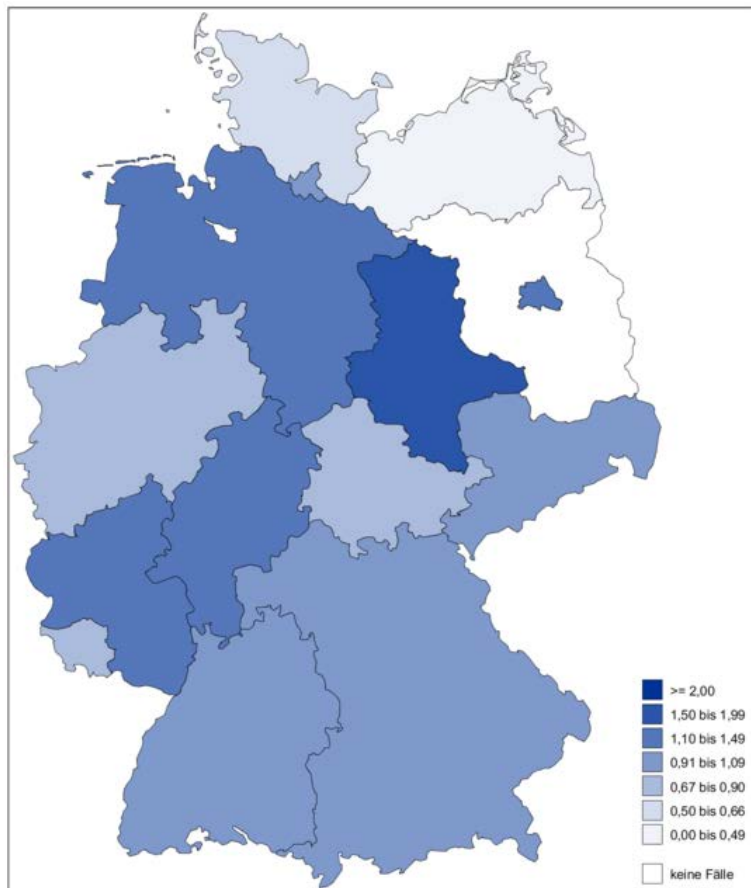 >= 2,00
1,50 bis 1,99
1,10 bis 1,49
0,91 bis 1,09
0,67 bis 0,90
0,50 bis 0,66
0,00 bis 0,49
keine Fälle